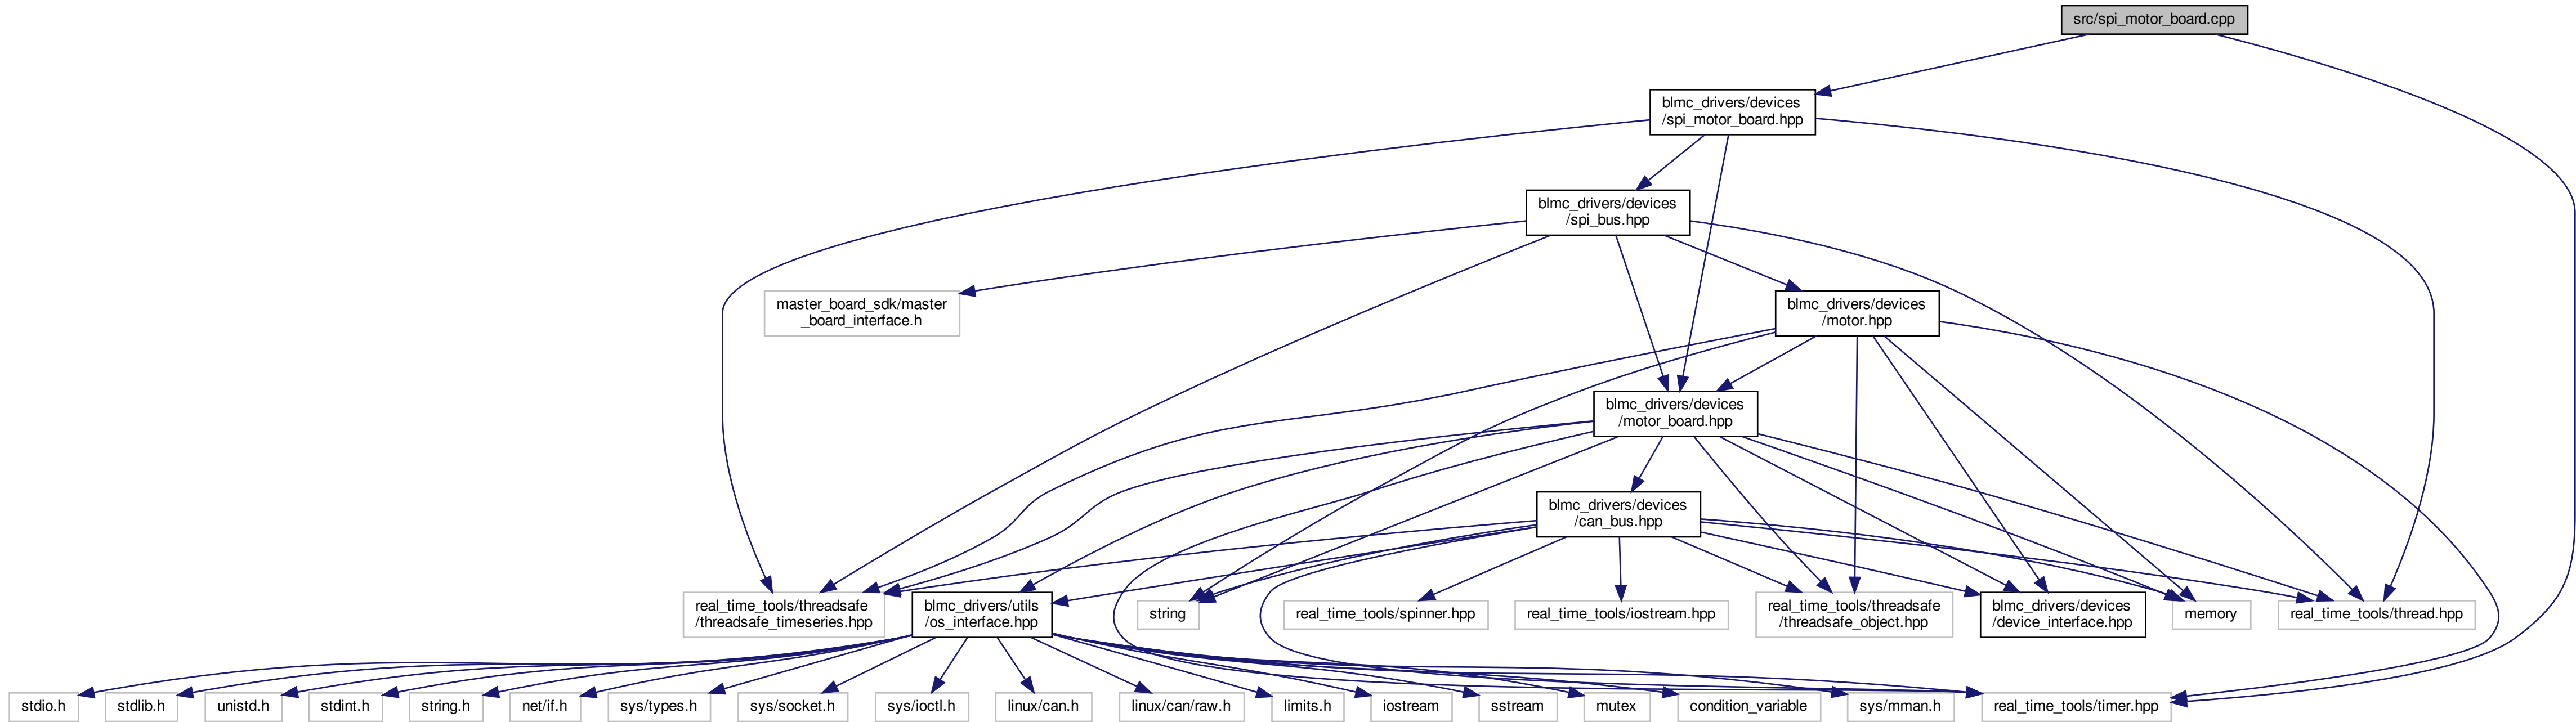 src/spi_motor_board.cpp
blmc_drivers/devices
/spi_motor_board.hpp
blmc_drivers/devices
/spi_bus.hpp
master_board_sdk/master
_board_interface.h
blmc_drivers/devices
/motor.hpp
blmc_drivers/devices
/motor_board.hpp
blmc_drivers/devices
/can_bus.hpp
real_time_tools/threadsafe
/threadsafe_timeseries.hpp
blmc_drivers/utils
/os_interface.hpp
string
real_time_tools/spinner.hpp
real_time_tools/iostream.hpp
real_time_tools/threadsafe
/threadsafe_object.hpp
blmc_drivers/devices
/device_interface.hpp
memory
real_time_tools/thread.hpp
stdio.h
stdlib.h
unistd.h
stdint.h
string.h
net/if.h
sys/types.h
sys/socket.h
sys/ioctl.h
linux/can.h
linux/can/raw.h
limits.h
iostream
sstream
mutex
condition_variable
sys/mman.h
real_time_tools/timer.hpp